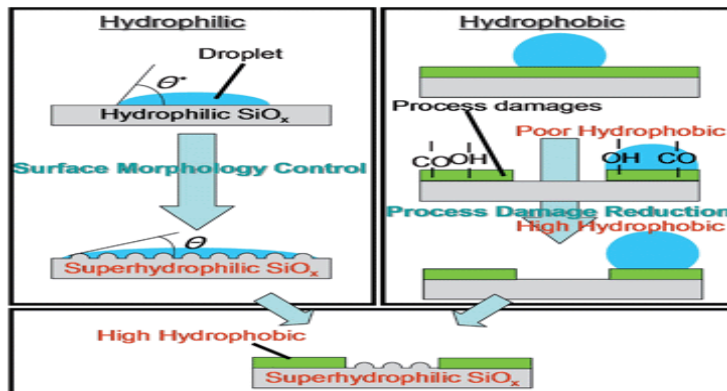 Hydrophilic
Droplet
Θ*
Hydrophilic SiOx
Surface Morphology Control
Θ
Superhydrophilic SiOx
Hydrophobic
Process damages
Poor Hydrophobic
CO OH OH CO
Process Damage Reduction
High Hydrophobic
High Hydrophobic
Superhydrophilic SiOx